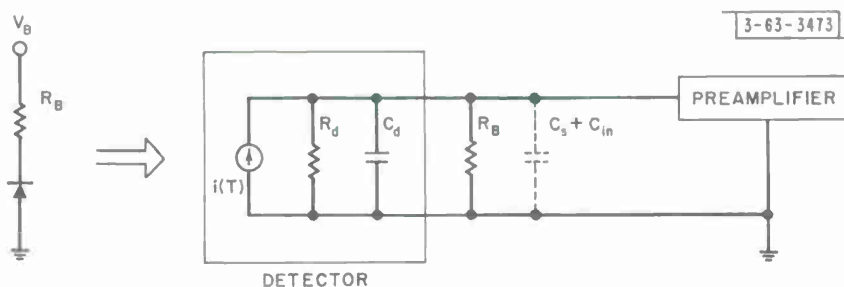 V_B
R_B
3-63-3473
R_d
C_d
R_B
C_s + C_in
PREAMPLIFIER
i(T)
DETECTOR